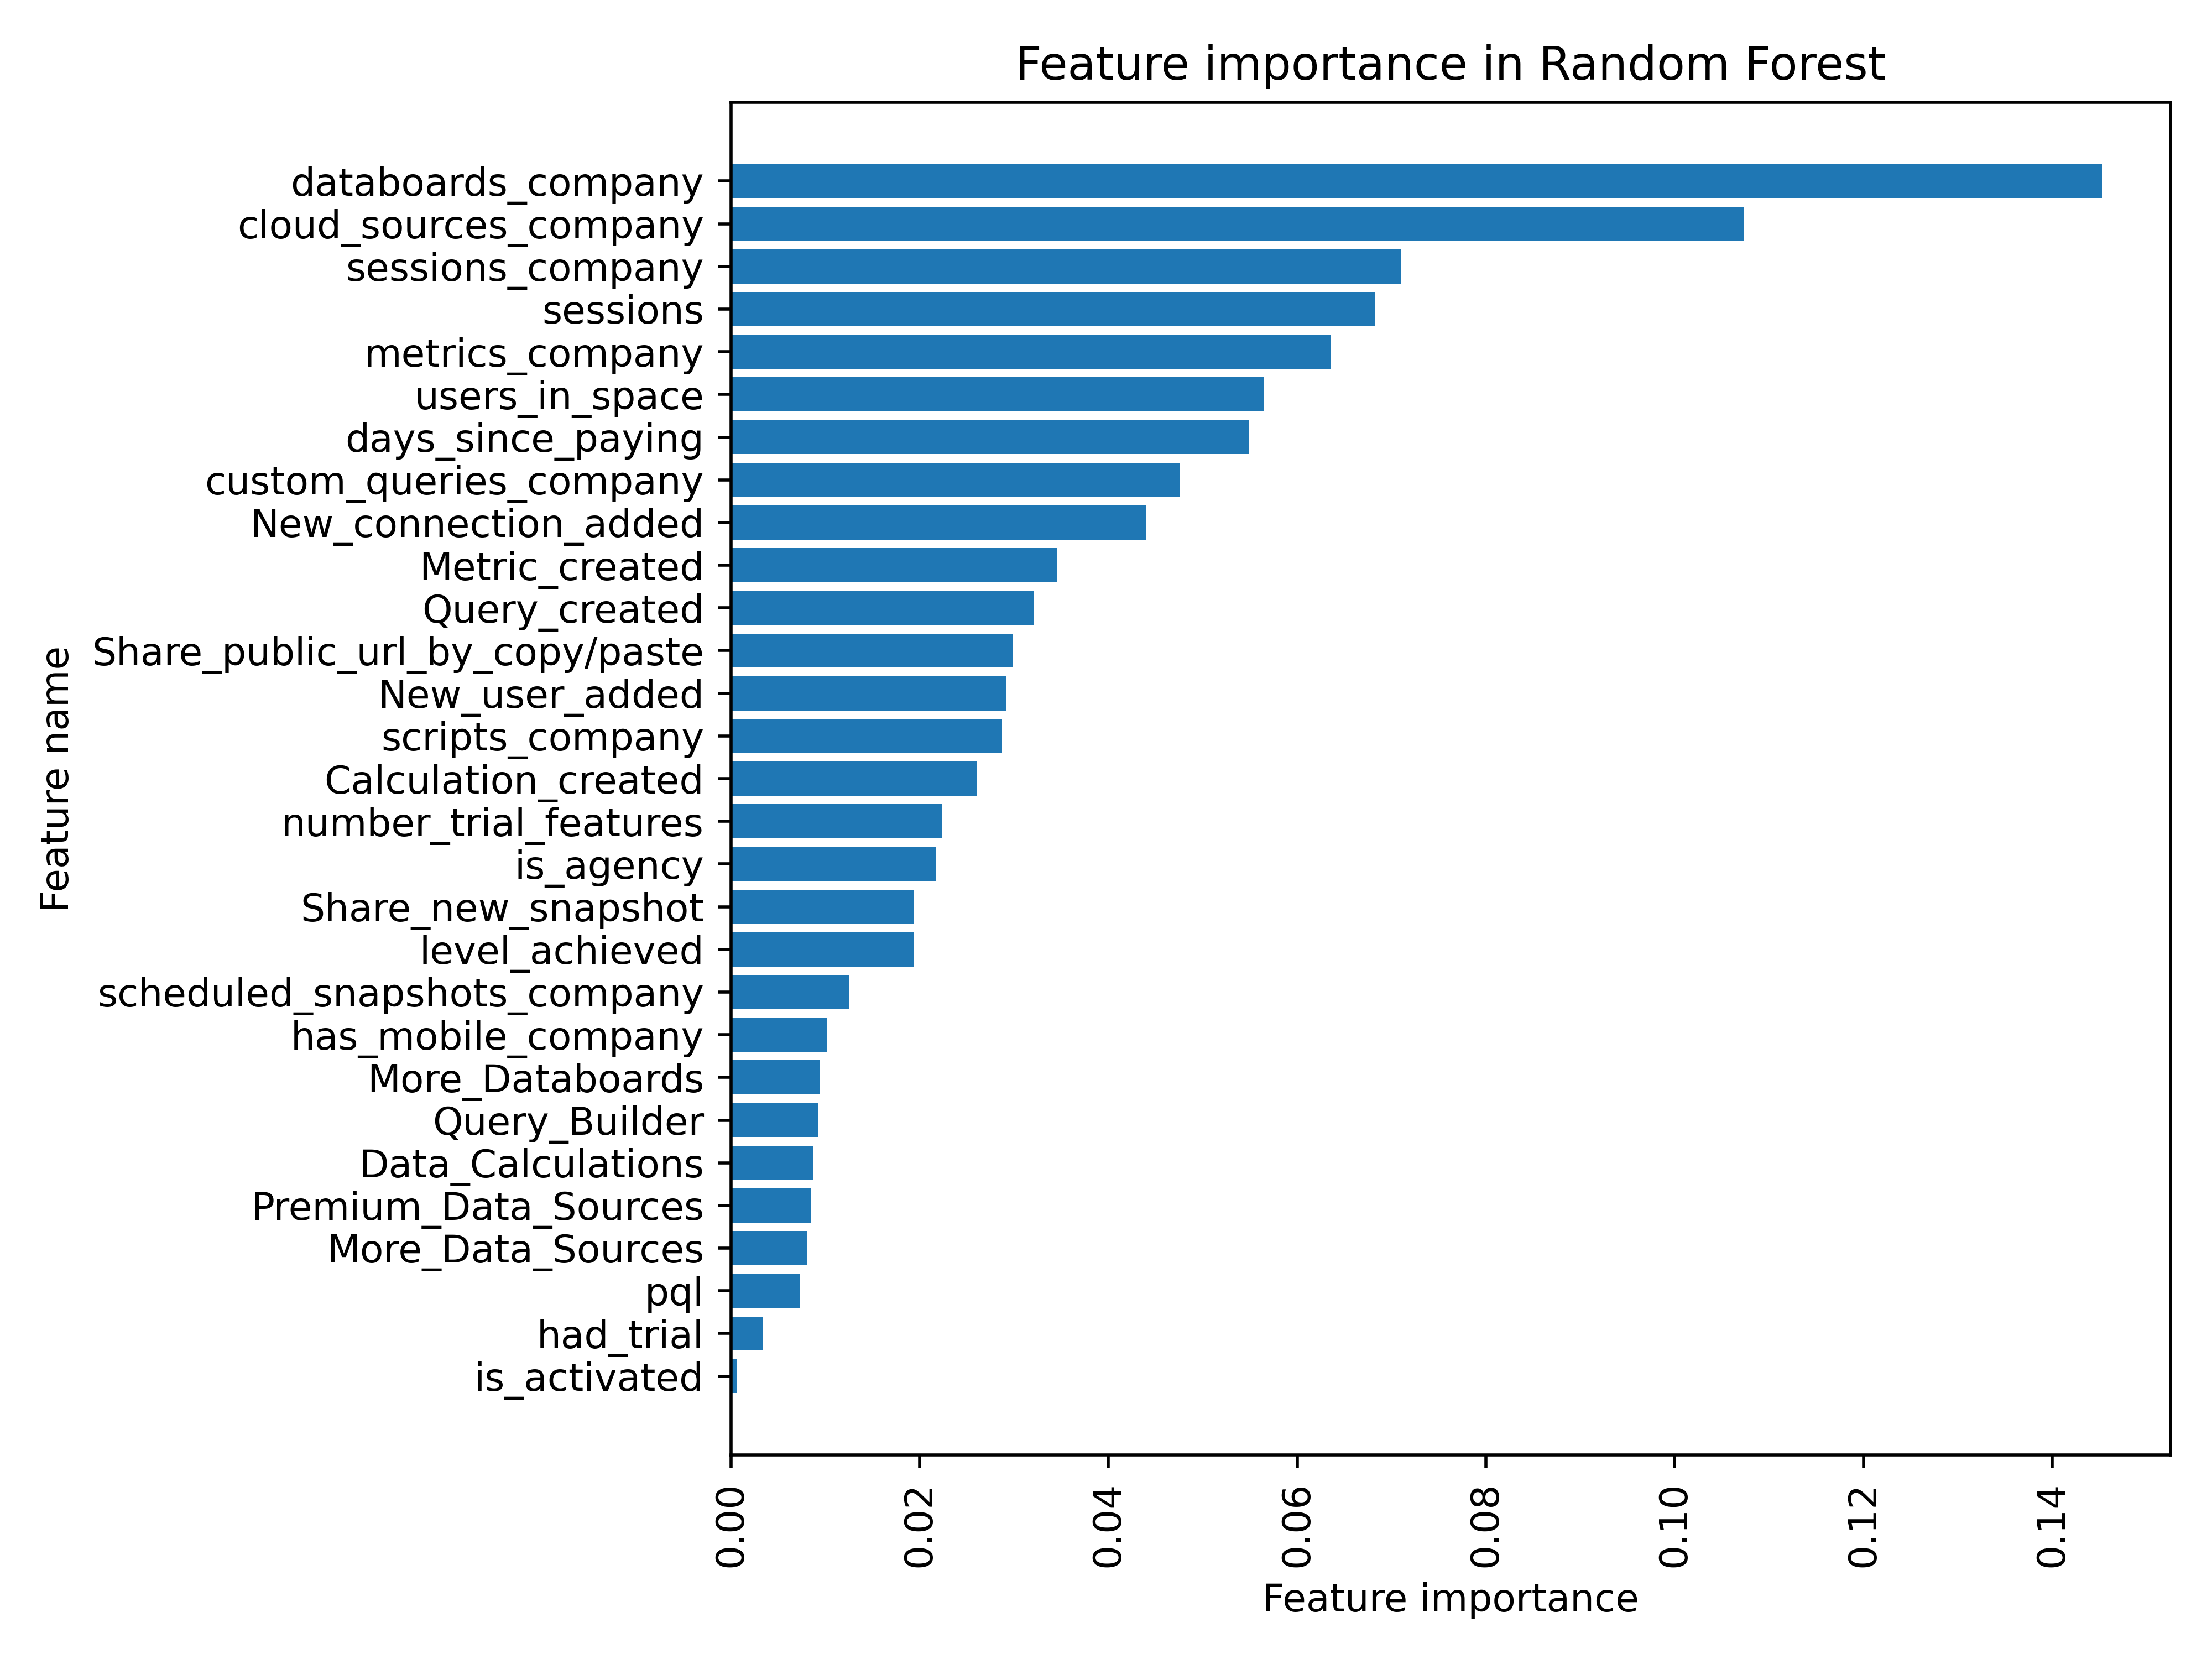 Feature importance in Random Forest
Feature name
databoards_company
cloud_sources_company
sessions_company
sessions
metrics_company
users_in_space
days_since_paying
custom_queries_company
New_connection_added
Metric_created
Query_created
Share_public_url_by_copy/paste
New_user_added
scripts_company
Calculation_created
number_trial_features
is_agency
Share_new_snapshot
level_achieved
scheduled_snapshots_company
has_mobile_company
More_Databoards
Query_Builder
Data_Calculations
Premium_Data_Sources
More_Data_Sources
pql
had_trial
is_activated
0.00
0.02
0.04
0.06
0.08
0.10
0.12
0.14
Feature importance